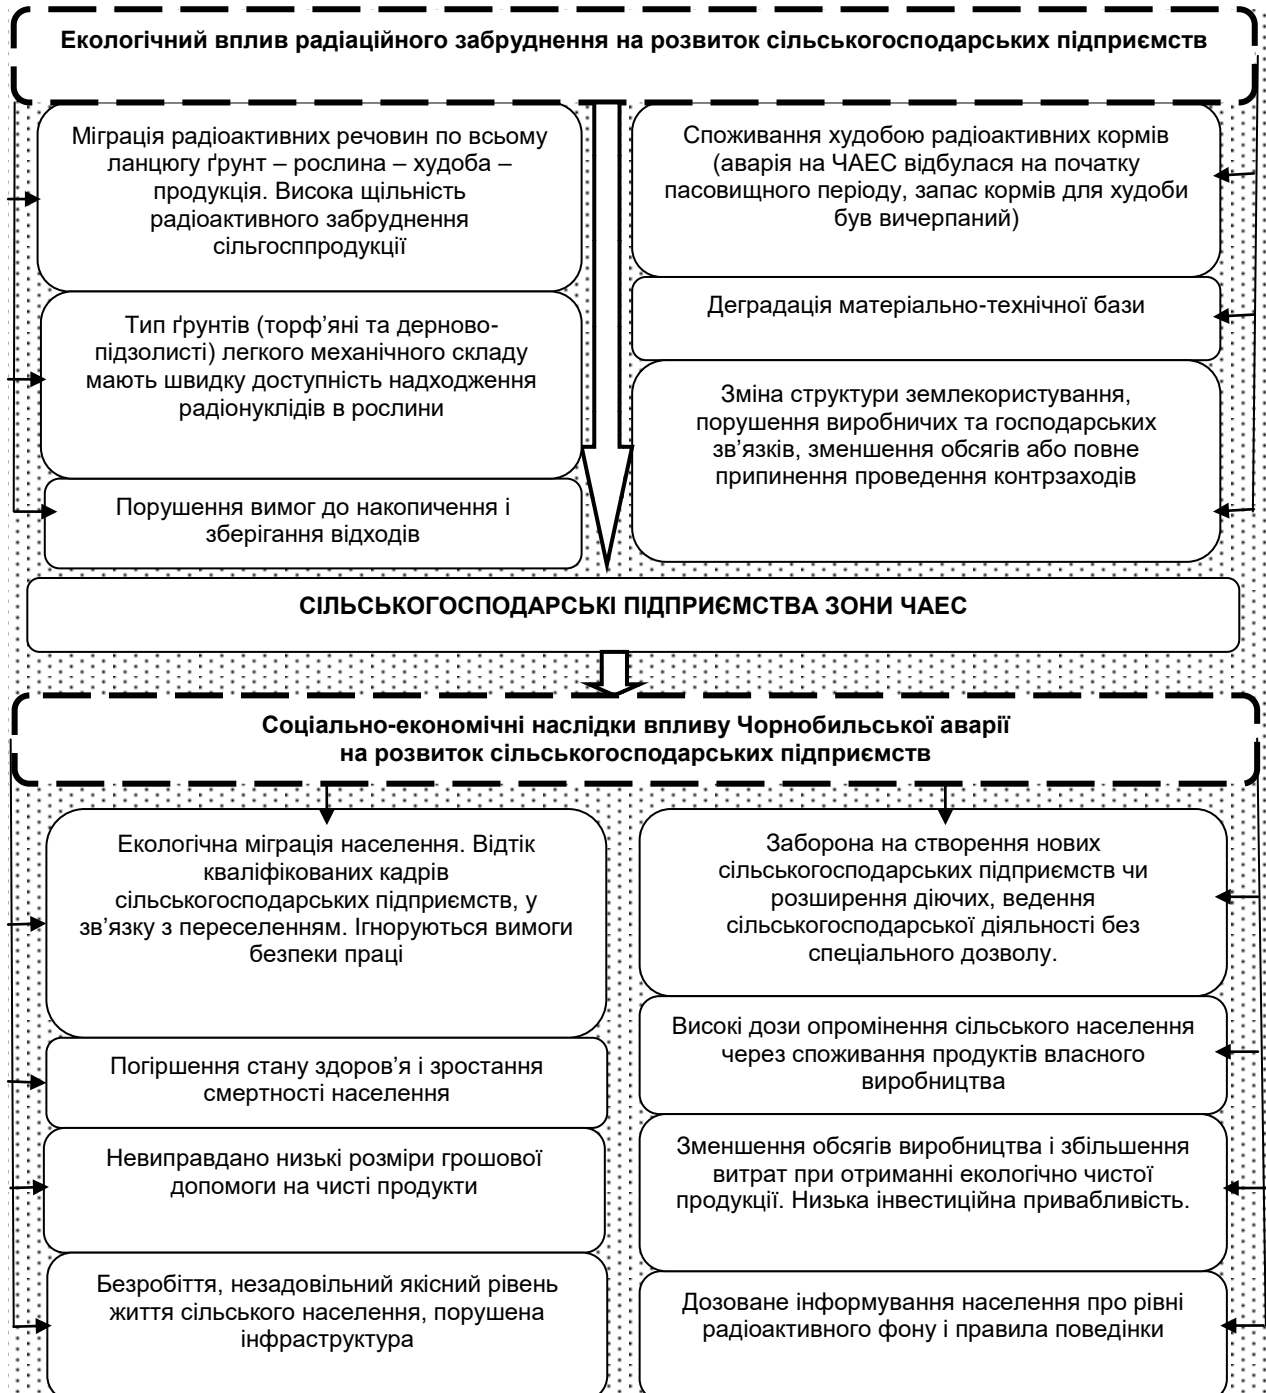 Екологічний вплив радіаційного забруднення на розвиток сільськогосподарських підприємств
Міграція радіоактивних речовин по всьому
ланцюгу ґрунт – рослина – худоба –
продукція. Висока щільність
радіоактивного забруднення
сільгосппродукції
Тип ґрунтів (торф’яні та дерново-
підзолисті) легкого механічного складу
мають швидку доступність надходження
радіонуклідів в рослини
Порушення вимог до накопичення і
зберігання відходів
Споживання худобою радіоактивних кормів
(аварія на ЧАЕС відбулася на початку
пасовищного періоду, запас кормів для худоби
був вичерпаний)
Деградація матеріально-технічної бази
Зміна структури землекористування,
порушення виробничих та господарських
зв’язків, зменшення обсягів або повне
припинення проведення контрзаходів
СІЛЬСЬКОГОСПОДАРСЬКІ ПІДПРИЄМСТВА ЗОНИ ЧАЕС
Соціально-економічні наслідки впливу Чорнобильської аварії
на розвиток сільськогосподарських підприємств
Екологічна міграція населення. Відтік
кваліфікованих кадрів
сільськогосподарських підприємств, у
зв’язку з переселенням. Ігноруються вимоги
безпеки праці
Погіршення стану здоров’я і зростання
смертності населення
Невиправдано низькі розміри грошової
допомоги на чисті продукти
Безробіття, незадовільний якісний рівень
життя сільського населення, порушена
інфраструктура
Заборона на створення нових
сільськогосподарських підприємств чи
розширення діючих, ведення
сільськогосподарської діяльності без
спеціального дозволу.
Високі дози опромінення сільського населення
через споживання продуктів власного
виробництва
Зменшення обсягів виробництва і збільшення
витрат при отриманні екологічно чистої
продукції. Низька інвестиційна привабливість.
Дозоване інформування населення про рівні
радіоактивного фону і правила поведінки